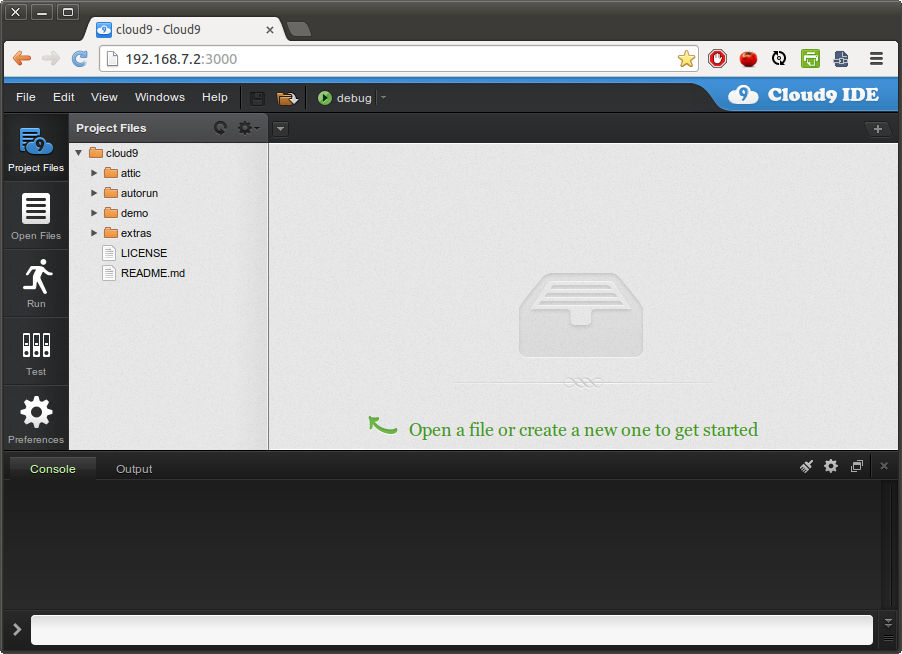 cloud9 - Cloud9
192.168.7.2:3000
File Edit View Windows Help debug
9 Cloud9 IDE
Project Files
9
Project Files
cloud9
attic
autorun
demo
extras
LICENSE
README.md
Open Files
Run
Test
Preferences
Open a file or create a new one to get started
Console Output